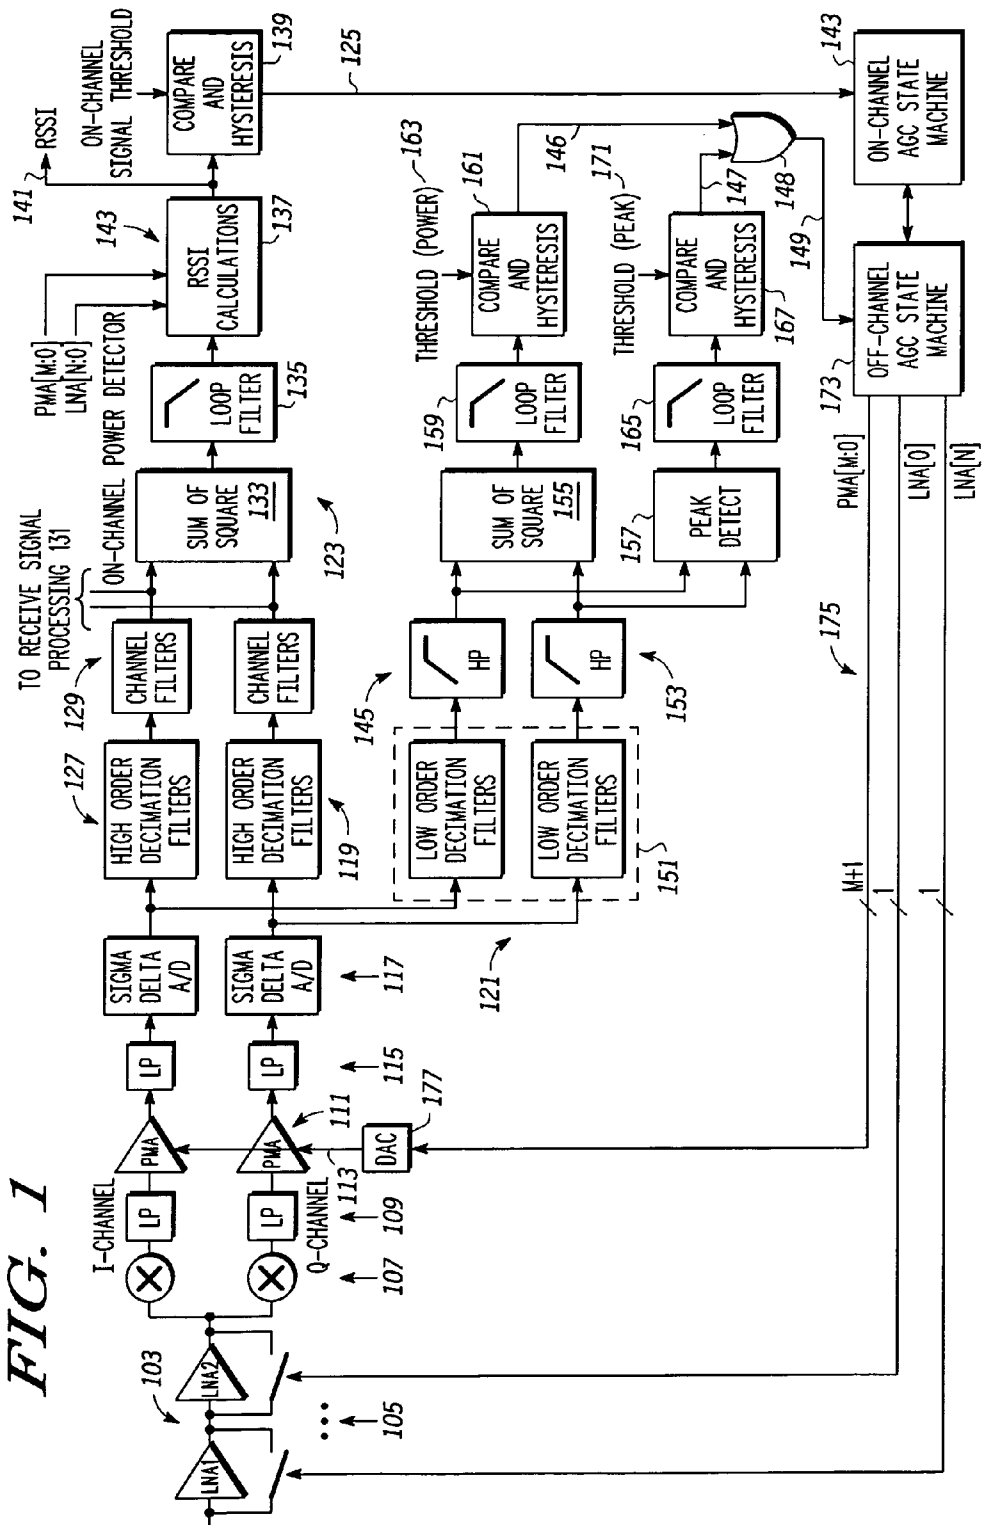 FIG. 1
103
LNA1
LNA2
105
107
I-CHANNEL
Q-CHANNEL
LP
LP
109
PMA
PMA
111
113
DAC
177
LP
LP
115
SIGMA
DELTA
A/D
SIGMA
DELTA
A/D
117
127
HIGH ORDER
DECIMATION
FILTERS
HIGH ORDER
DECIMATION
FILTERS
119
121
129
CHANNEL
FILTERS
CHANNEL
FILTERS
TO RECEIVE SIGNAL
PROCESSING 131
ON-CHANNEL POWER DETECTOR
SUM OF
SQUARE
133
123
LOOP
FILTER
135
PMA[M:0]
LNA[N:0]
143
RSSI
CALCULATIONS
137
141
RSSI
ON-CHANNEL
SIGNAL THRESHOLD
COMPARE
AND
HYSTERESIS
139
125
LOW ORDER
DECIMATION
FILTERS
LOW ORDER
DECIMATION
FILTERS
151
145
HP
HP
153
SUM OF
SQUARE
155
157
PEAK
DETECT
159
LOOP
FILTER
165
LOOP
FILTER
THRESHOLD (POWER)
163
COMPARE
AND
HYSTERESIS
161
THRESHOLD (PEAK)
171
COMPARE
AND
HYSTERESIS
167
146
147
148
149
173
OFF-CHANNEL
AGC STATE
MACHINE
ON-CHANNEL
AGC STATE
MACHINE
143
PMA[M:0]
LNA[0]
LNA[N]
175
M+1
1
1